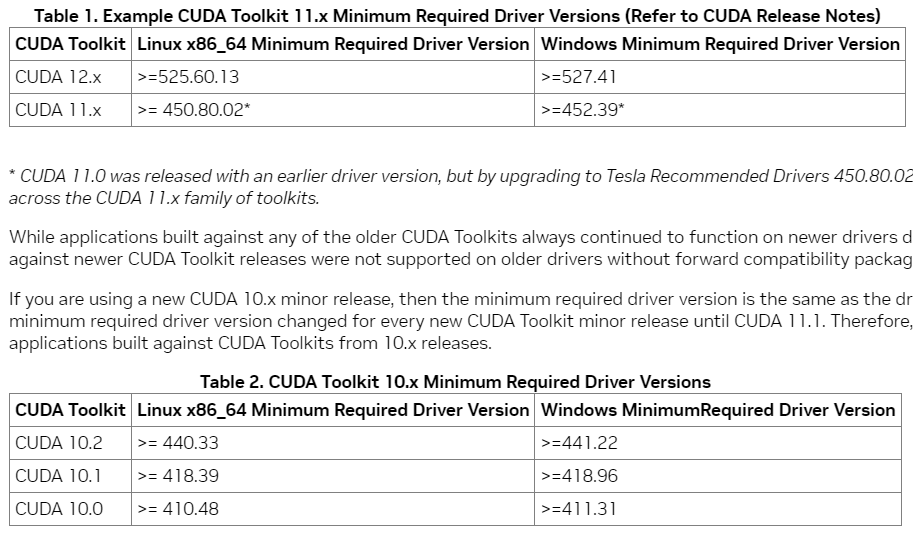 Table 1. Example CUDA Toolkit 11.x Minimum Required Driver Versions (Refer to CUDA Release Notes)
CUDA Toolkit Linux x86_64 Minimum Required Driver Version Windows Minimum Required Driver Version
CUDA 12.x >=525.60.13 >=527.41
CUDA 11.x >= 450.80.02* >=452.39*
* CUDA 11.0 was released with an earlier driver version, but by upgrading to Tesla Recommended Drivers 450.80.02
across the CUDA 11.x family of toolkits.
While applications built against any of the older CUDA Toolkits always continued to function on newer drivers d
against newer CUDA Toolkit releases were not supported on older drivers without forward compatibility packag
If you are using a new CUDA 10.x minor release, then the minimum required driver version is the same as the dr
minimum required driver version changed for every new CUDA Toolkit minor release until CUDA 11.1. Therefore,
applications built against CUDA Toolkits from 10.x releases.
Table 2. CUDA Toolkit 10.x Minimum Required Driver Versions
CUDA Toolkit Linux x86_64 Minimum Required Driver Version Windows MinimumRequired Driver Version
CUDA 10.2 >= 440.33 >=441.22
CUDA 10.1 >= 418.39 >=418.96
CUDA 10.0 >= 410.48 >=411.31